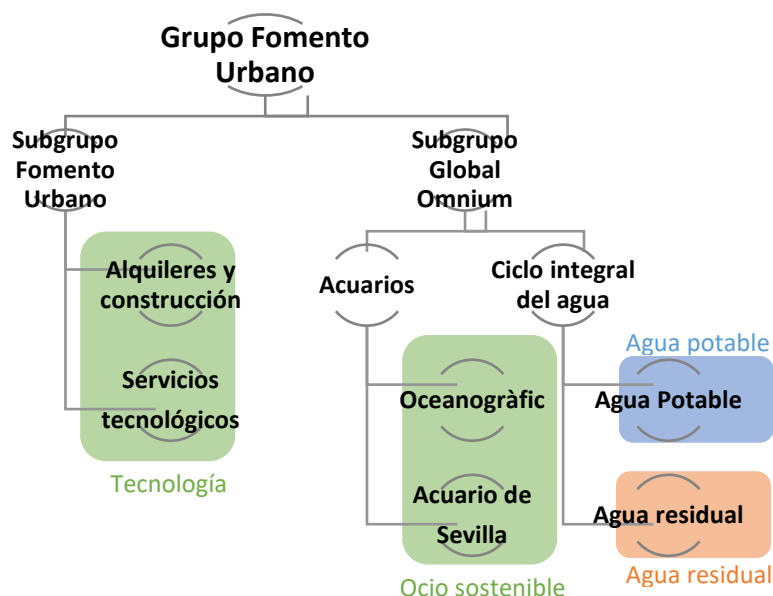 Grupo Fomento
Urbano
Subgrupo
Fomento
Urbano
Subgrupo
Global
Omnium
Alquileres y
construcción
Servicios
tecnológicos
Tecnología
Acuarios
Ciclo integral
del agua
Oceanogràfic
Acuario de
Sevilla
Ocio sostenible
Agua potable
Agua Potable
Agua residual
Agua residual